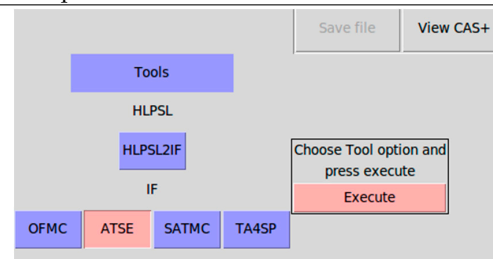 Save file View CAS+
Tools
HLPSL
HLPSL2IF
Choose Tool option and
press execute
IF
Execute
OFMC ATSE SATMC TA4SP